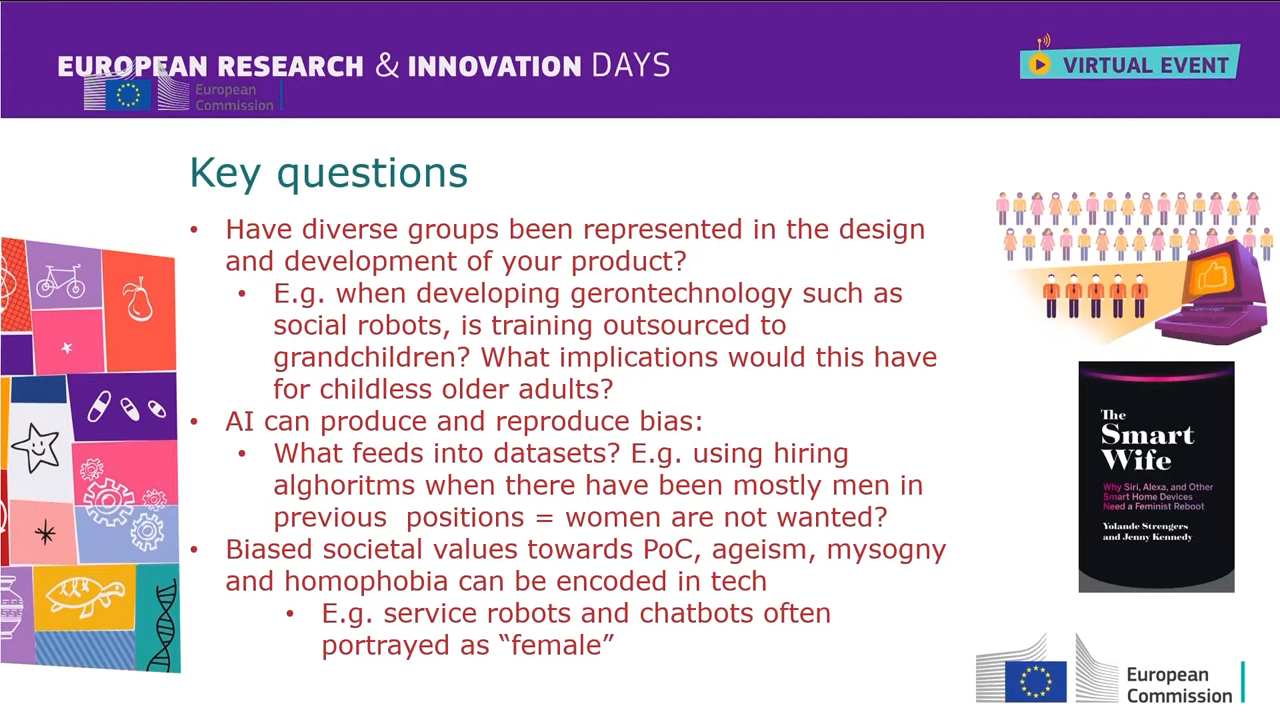 EUROPEAN RESEARCH & INNOVATION DAYS
VIRTUAL EVENT
European
Commission
Key questions
• Have diverse groups been represented in the design
and development of your product?
• E.g. when developing gerontechnology such as
social robots, is training outsourced to
grandchildren? What implications would this have
for childless older adults?
• AI can produce and reproduce bias:
• What feeds into datasets? E.g. using hiring
alghoritms when there have been mostly men in
previous positions = women are not wanted?
• Biased societal values towards PoC, ageism, mysogny
and homophobia can be encoded in tech
• E.g. service robots and chatbots often
portrayed as “female”
The
Smart
Wife
Why Siri, Alexa, and Other
Smart Home Devices
Need a Feminist Reboot
Yolande Strengers
and Jenny Kennedy
European
Commission